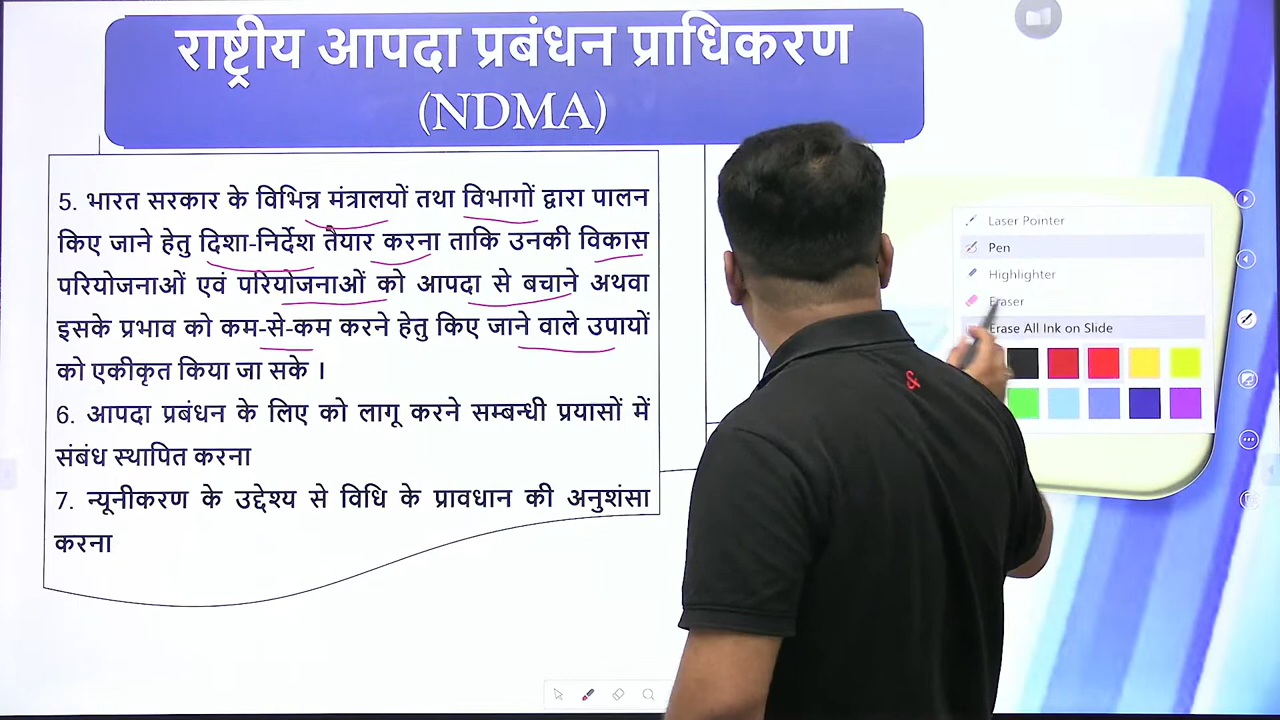 राष्ट्रीय आपदा प्रबंधन प्राधिकरण
(NDMA)
5. भारत सरकार के विभिन्न मंत्रालयों तथा विभागों द्वारा पालन
किए जाने हेतु दिशा-निर्देश तैयार करना ताकि उनकी विकास
परियोजनाओं एवं परियोजनाओं को आपदा से बचाने अथवा
इसके प्रभाव को कम-से-कम करने हेतु किए जाने वाले उपायों
को एकीकृत किया जा सके ।
6. आपदा प्रबंधन के लिए को लागू करने सम्बन्धी प्रयासों में
संबंध स्थापित करना
7. न्यूनीकरण के उद्देश्य से विधि के प्रावधान की अनुशंसा
करना
Laser Pointer
Pen
Highlighter
Eraser
Erase All Ink on Slide
&